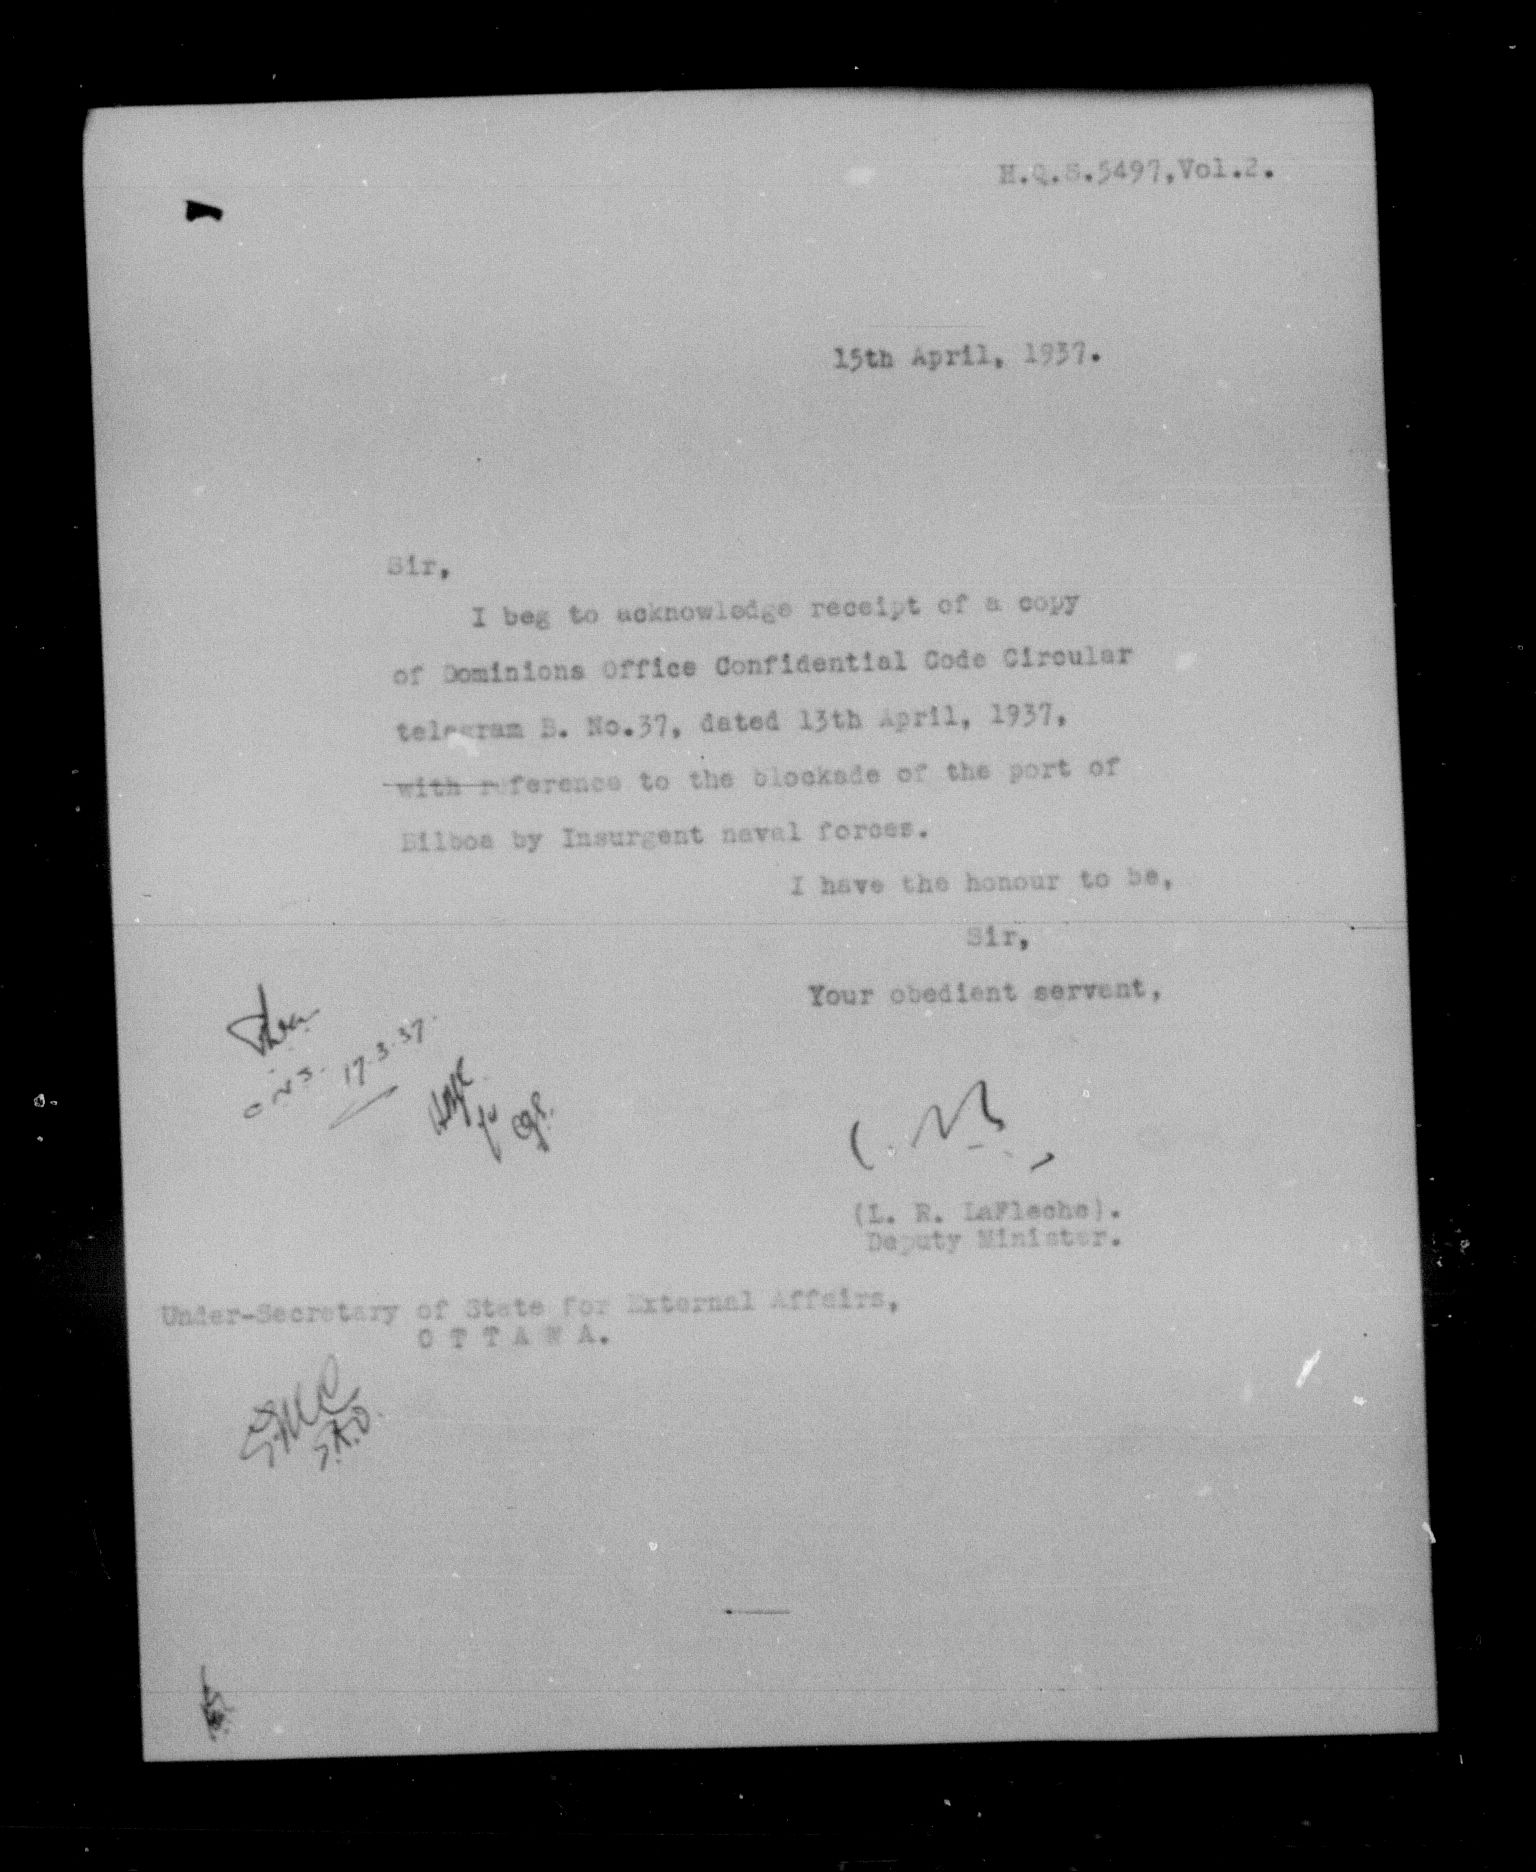 H.Q.S.5497,Vol.2.
15th April, 1937.
Sir,
I beg to acknowledge receipt of a copy
of Dominions Office Confidential Code Circular
telegram B. No.37, dated 13th April, 1937,
with reference to the blockade of the port of
Bilboa by Insurgent naval forces.
I have the honour to be,
Sir,
Your obedient servant,
C.N.S. 17.3.37.
(L. R. LaFleche).
Deputy Minister.
Under-Secretary of State for External Affairs,
O T T A W A.